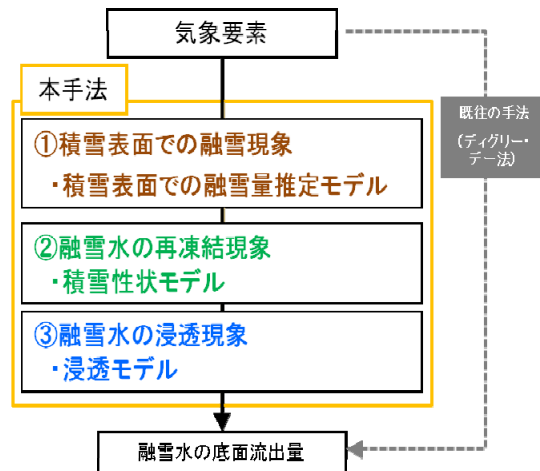 気象要素
本手法
既往の手法
(ディグリー・
デー法)
①積雪表面での融雪現象
・積雪表面での融雪量推定モデル
②融雪水の再凍結現象
・積雪性状モデル
③融雪水の浸透現象
・浸透モデル
融雪水の底面流出量